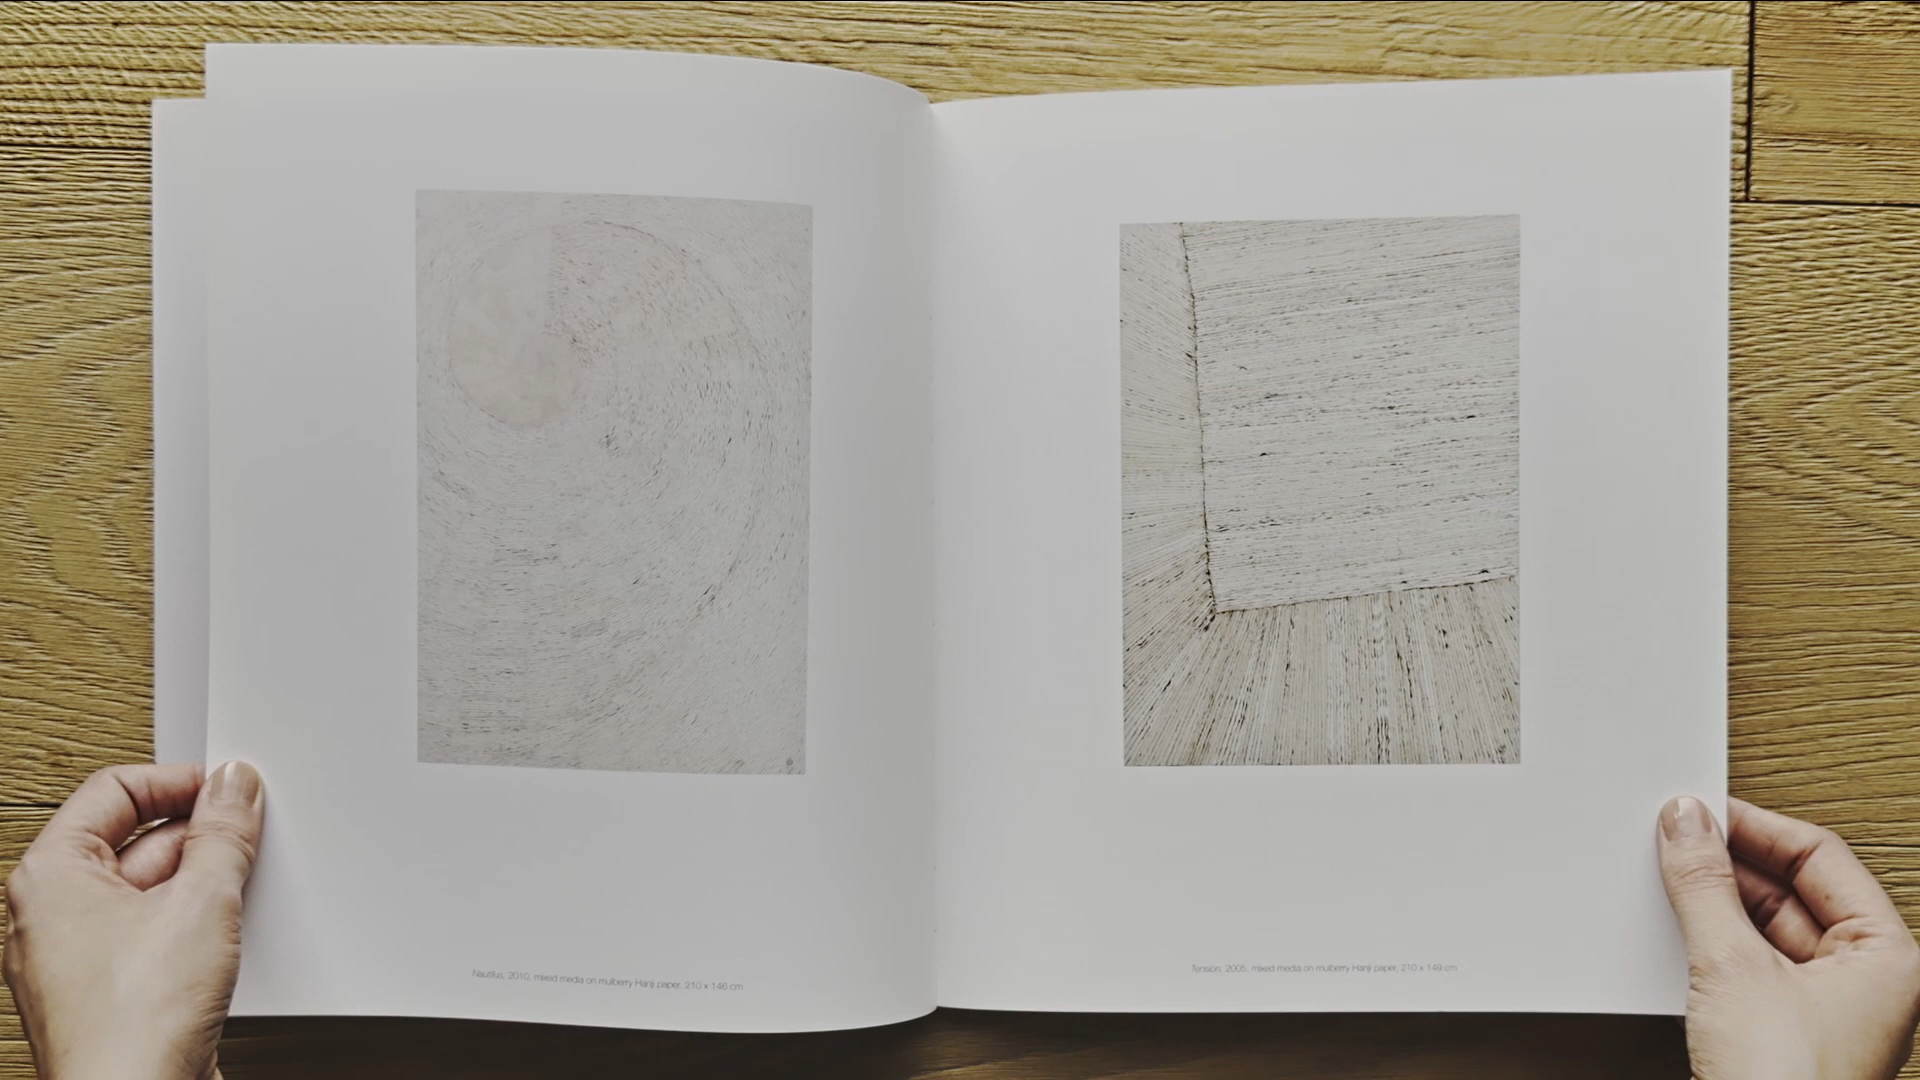 Nautilus, 2010, mixed media on mulberry Hanji paper, 210 x 146 cm
Tension, 2005, mixed media on mulberry Hanji paper, 210 x 149 cm